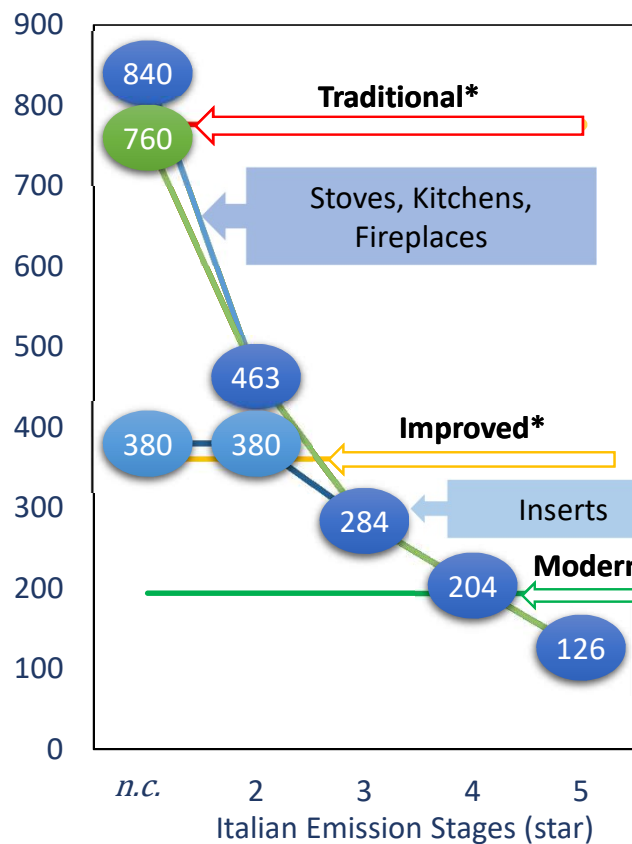 900
840
Traditional*
800
760
700
Stoves, Kitchens,
Fireplaces
600
500
463
400
380
380
Improved*
300
284
Inserts
200
204
Modern
126
100
0
n.c.
2
3
4
5
Italian Emission Stages (star)